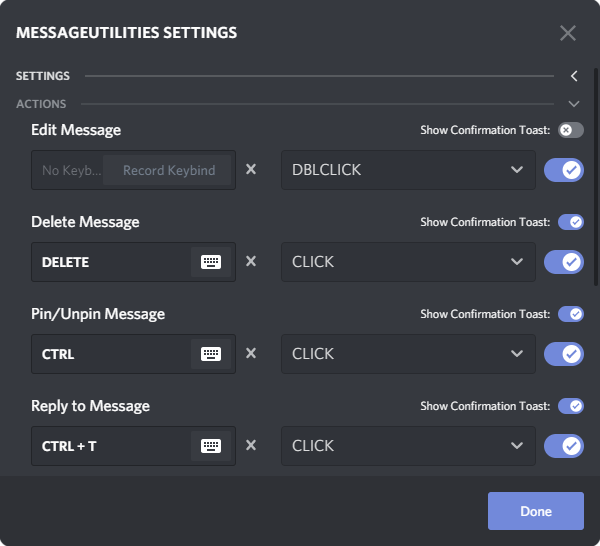 MESSAGEUTILITIES SETTINGS
SETTINGS
ACTIONS
Edit Message Show Confirmation Toast:
No Keyb... Record Keybind DBLCLICK
Delete Message Show Confirmation Toast:
DELETE CLICK
Pin/Unpin Message Show Confirmation Toast:
CTRL CLICK
Reply to Message Show Confirmation Toast:
CTRL + T CLICK
Done